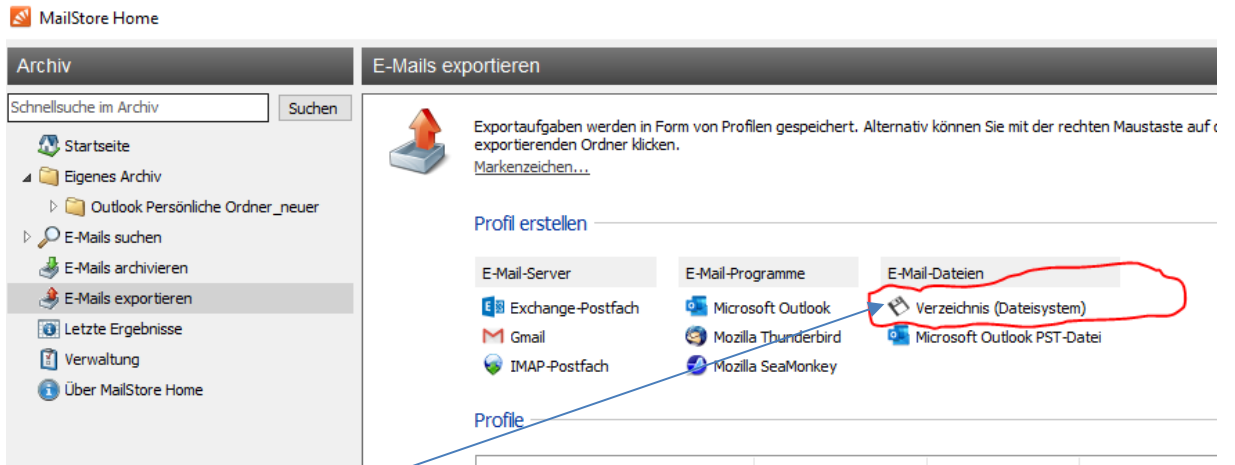 MailStore Home
Archiv
E-Mails exportieren
Schnellsuche im Archiv
Suchen
Startseite
Eigenes Archiv
Outlook Persönliche Ordner_neuer
E-Mails suchen
E-Mails archivieren
E-Mails exportieren
Letzte Ergebnisse
Verwaltung
Über MailStore Home
Exportaufgaben werden in Form von Profilen gespeichert. Alternativ können Sie mit der rechten Maustaste auf
exportierenden Ordner klicken.
Markenzeichen...
Profil erstellen
E-Mail-Server
E-Mail-Programme
E-Mail-Dateien
Exchange-Postfach
Microsoft Outlook
Verzeichnis (Dateisystem)
Gmail
Mozilla Thunderbird
Microsoft Outlook PST-Datei
IMAP-Postfach
Mozilla SeaMonkey
Profile